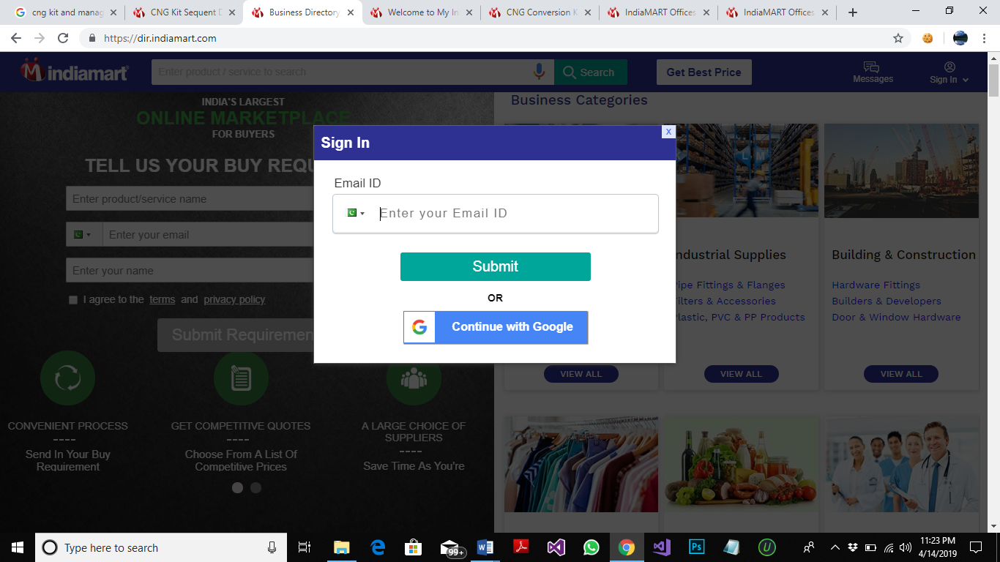 cng kit and manag
CNG Kit Sequent D
Business Directory
Welcome to My In
CNG Conversion K
IndiaMART Offices
IndiaMART Offices
https://dir.indiamart.com
indiamart
Enter product / service to search
Search
Get Best Price
Messages
Sign In
INDIA'S LARGEST
ONLINE MARKETPLACE
FOR BUYERS
TELL US YOUR BUY REQU
Enter product/service name
Enter your email
Enter your name
I agree to the terms and privacy policy
Submit Requiremen
CONVENIENT PROCESS
Send In Your Buy
Requirement
GET COMPETITIVE QUOTES
Choose From A List Of
Competitive Prices
A LARGE CHOICE OF
SUPPLIERS
Save Time As You're
Sign In
X
Email ID
Enter your Email ID
Submit
OR
G
Continue with Google
Business Categories
ndustrial Supplies
ipe Fittings & Flanges
ilters & Accessories
lastic, PVC & PP Products
Building & Construction
Hardware Fittings
Builders & Developers
Door & Window Hardware
VIEW ALL
VIEW ALL
VIEW ALL
Type here to search
99+
Ps
U
11:23 PM
4/14/2019